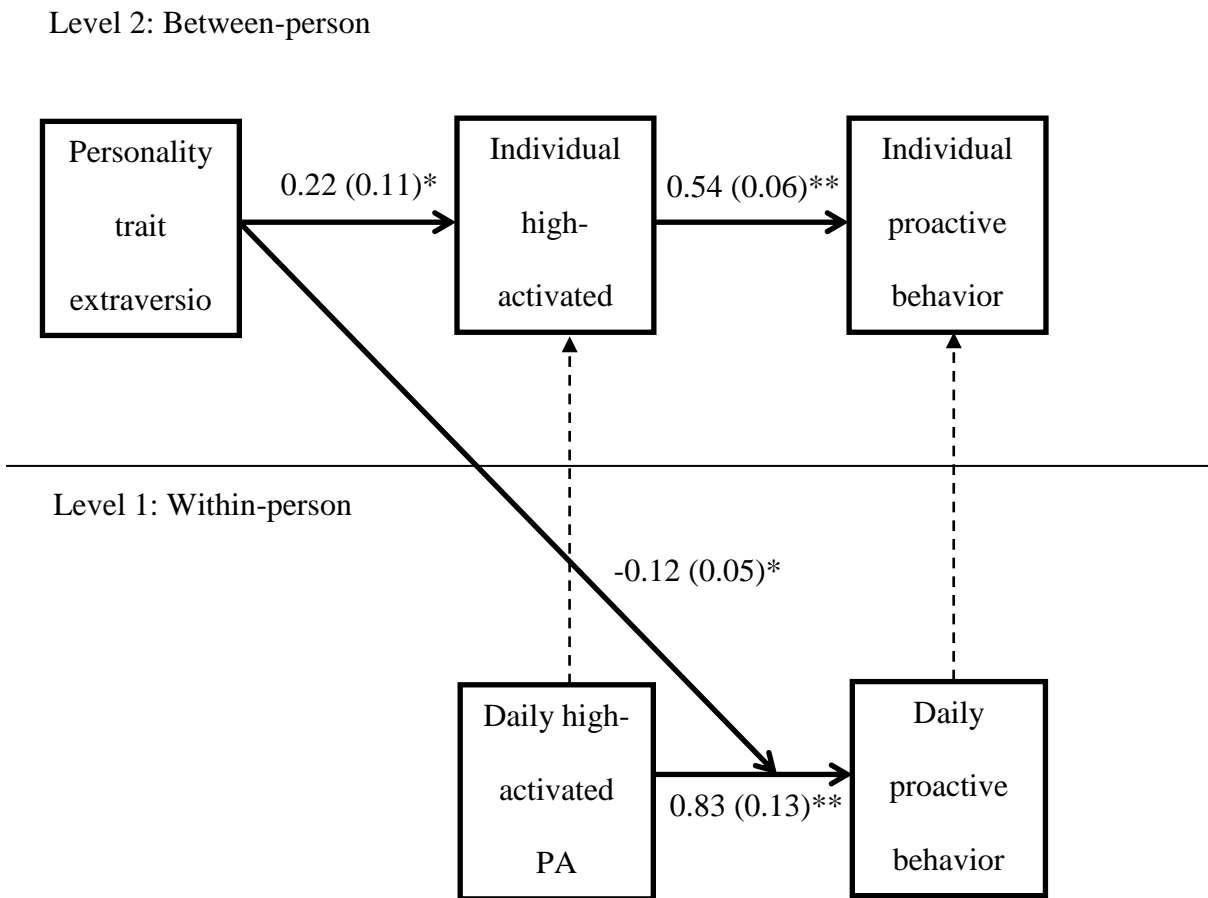 Level 2: Between-person
Personality
trait
extraversio
0.22 (0.11)*
Individual
high-
activated
0.54 (0.06)**
Individual
proactive
behavior
Level 1: Within-person
-0.12 (0.05)*
Daily high-
activated
PA
0.83 (0.13)**
Daily
proactive
behavior